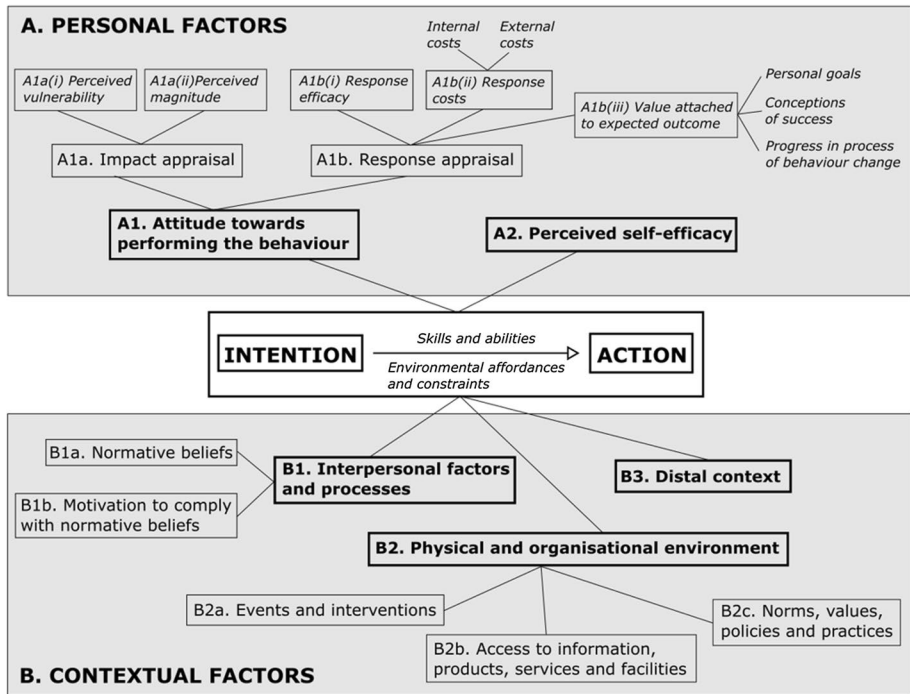 A. PERSONAL FACTORS
Internal
costs
External
costs
A1a(i) Perceived
vulnerability
A1a(ii)Perceived
magnitude
A1b(i) Response
efficacy
A1b(ii) Response
costs
A1b(iii) Value attached
to expected outcome
Personal goals
Conceptions
of success
Progress in process
of behaviour change
A1a. Impact appraisal
A1b. Response appraisal
A1. Attitude towards
performing the behaviour
A2. Perceived self-efficacy
INTENTION
Skills and abilities
Environmental affordances
and constraints
ACTION
B1a. Normative beliefs
B1b. Motivation to comply
with normative beliefs
B1. Interpersonal factors
and processes
B3. Distal context
B2. Physical and organisational environment
B2a. Events and interventions
B2b. Access to information,
products, services and facilities
B2c. Norms, values,
policies and practices
B. CONTEXTUAL FACTORS